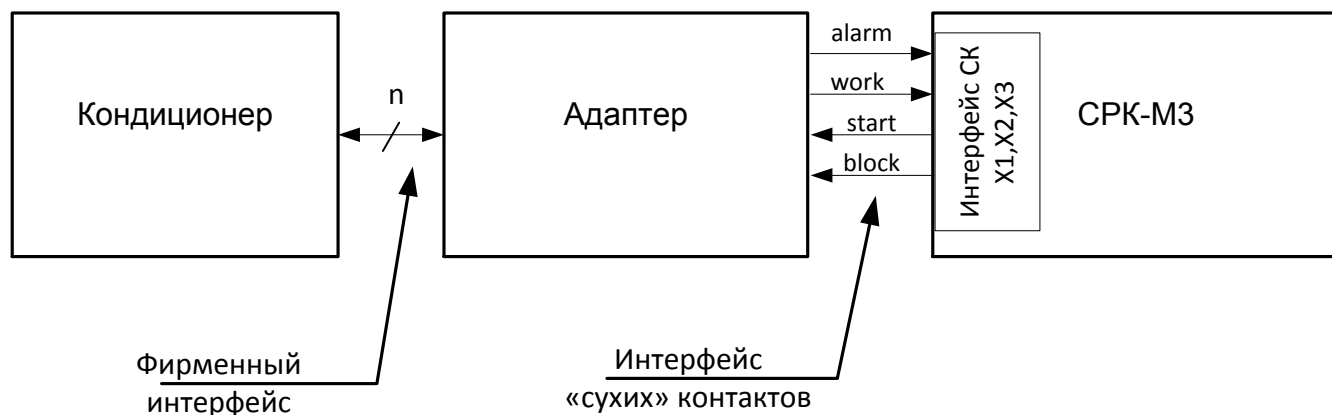 Кондиционер
n
Адаптер
alarm
work
start
block
Интерфейс СК
X1,X2,X3
СРК-М3
Фирменный
интерфейс
Интерфейс
«сухих» контактов